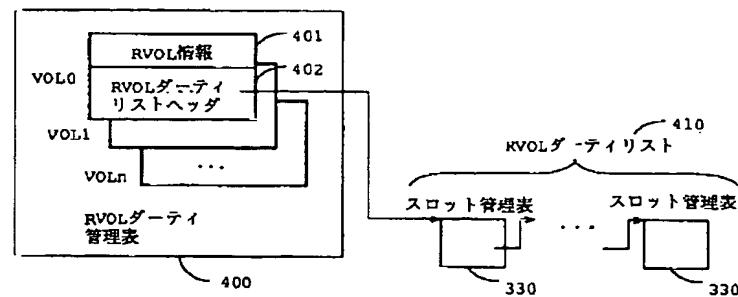 401
RVOL情報
402
VOL0
RVOLダーティ
リストヘッダ
VOL1
VOLn
...
RVOLダーティ
管理表
400
410
RVOLダーティリスト
スロット管理表
スロット管理表
...
330
330